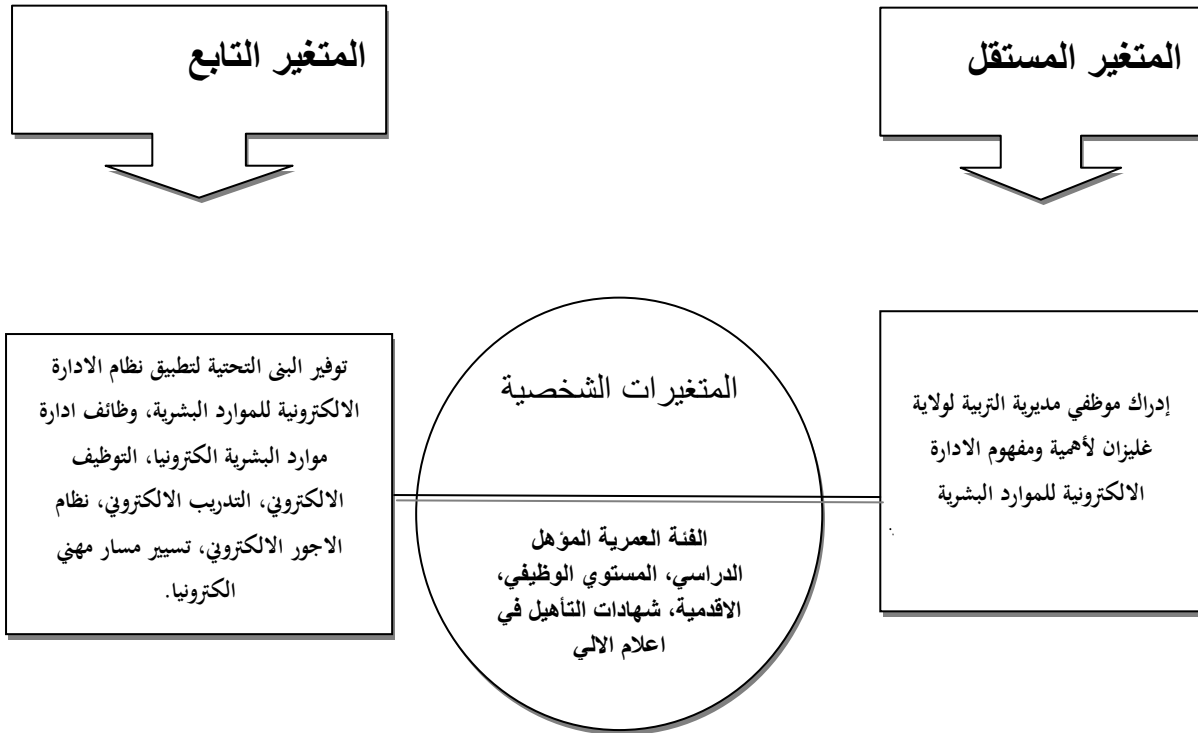 المتغير المستقل
المتغير التابع
إدراك موظفي مديرية التربية لولاية
غليزان لأهمية ومفهوم الادارة
الالكترونية للموارد البشرية
.
المتغيرات الشخصية
الفئة العمرية المؤهل
الدراسي، المستوي الوظيفي،
الاقدمية، شهادات التأهيل في
اعلام الالي
توفير البنى التحتية لتطبيق نظام الادارة
الالكترونية للموارد البشرية، وظائف ادارة
موارد البشرية الكترونيا، التوظيف
الالكتروني، التدريب الالكتروني، نظام
الاجور الالكتروني، تسيير مسار مهني
الكترونيا.